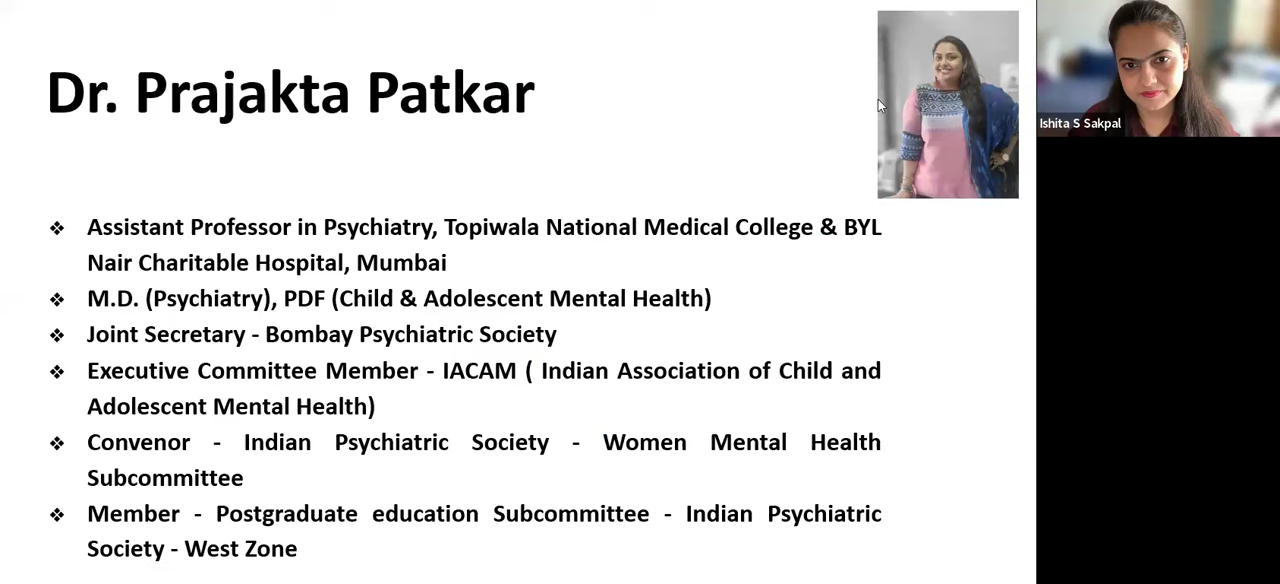 Dr. Prajakta Patkar
Ishita S Sakpal
❖ Assistant Professor in Psychiatry, Topiwala National Medical College & BYL
Nair Charitable Hospital, Mumbai
❖ M.D. (Psychiatry), PDF (Child & Adolescent Mental Health)
❖ Joint Secretary - Bombay Psychiatric Society
❖ Executive Committee Member - IACAM ( Indian Association of Child and
Adolescent Mental Health)
❖ Convenor - Indian Psychiatric Society - Women Mental Health
Subcommittee
❖ Member - Postgraduate education Subcommittee - Indian Psychiatric
Society - West Zone